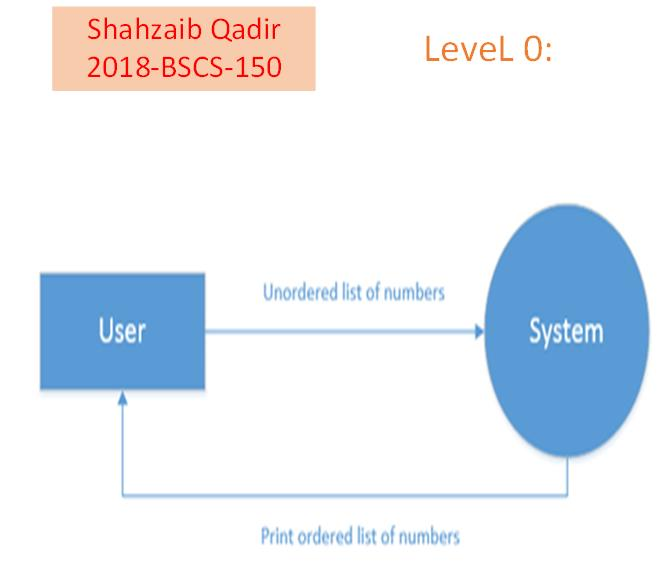 Shahzaib Qadir
2018-BSCS-150
LeveL 0:
Unordered list of numbers
User
System
Print ordered list of numbers